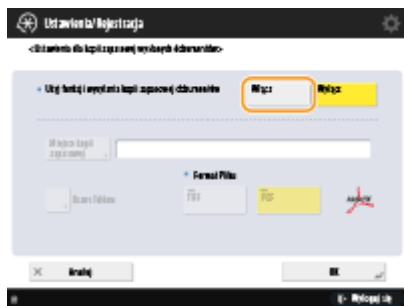 Ustawienia/Rejestracja
<Ustawienia dla kopii zapasowej wysłanych dokumentów>
Użyj funkcji wysyłania kopii zapasowej dokumentów
Włącz
Wyłącz
Miejsce kopii zapasowej
Format Pliku
TIFF
PDF
Anuluj
OK
Wyloguj się